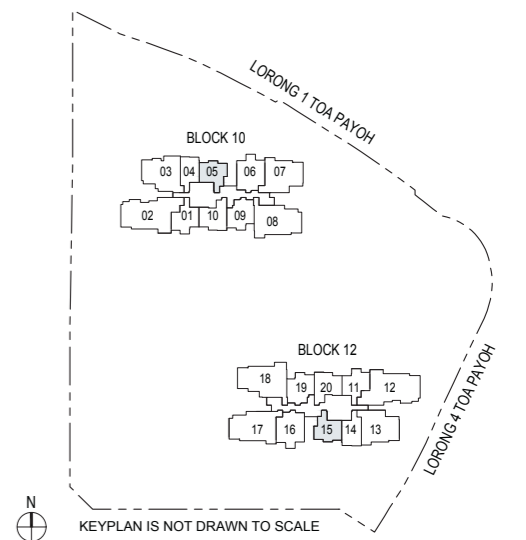 LORONG 1 TOA PAYOH
BLOCK 10
03 04 05 06 07
02 01 10 09 08
BLOCK 12
18 19 20 11 12
17 16 15 14 13
LORONG 4 TOA PAYOH
N
KEYPLAN IS NOT DRAWN TO SCALE